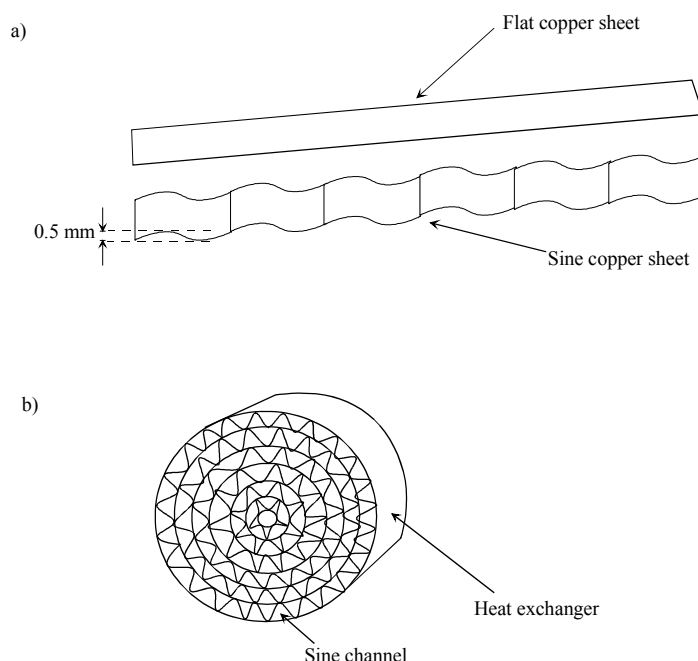 a)
Flat copper sheet
0.5 mm
Sine copper sheet
b)
Heat exchanger
Sine channel